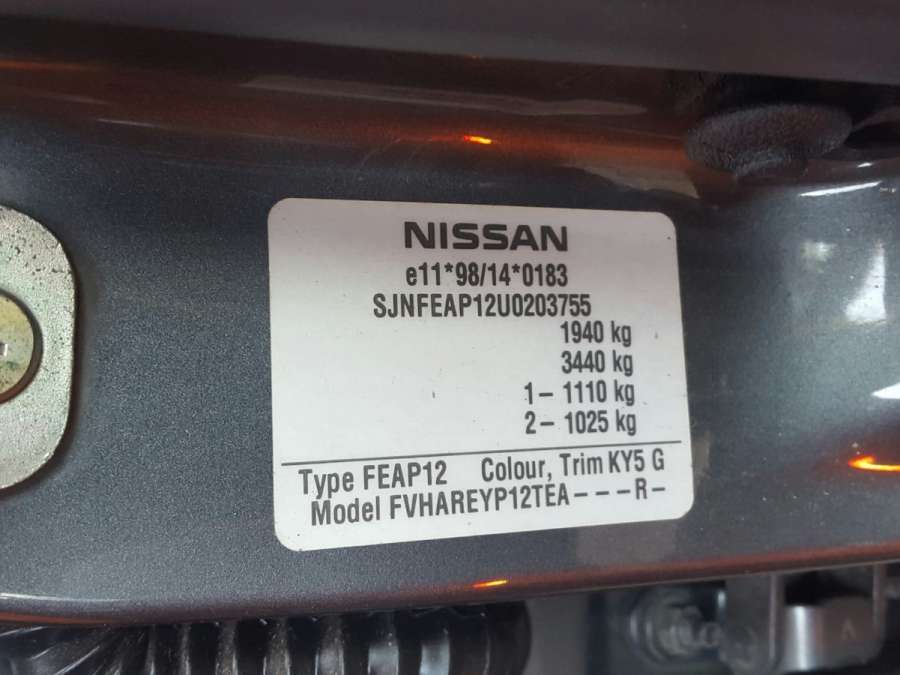 NISSAN
e11*98/14*0183
SJNFEAP12U0203755
1940 kg
3440 kg
1- 1110 kg
2- 1025 kg
Type FEAP12 Colour, Trim KY5 G
Model FVHAREYP12TEA---R-